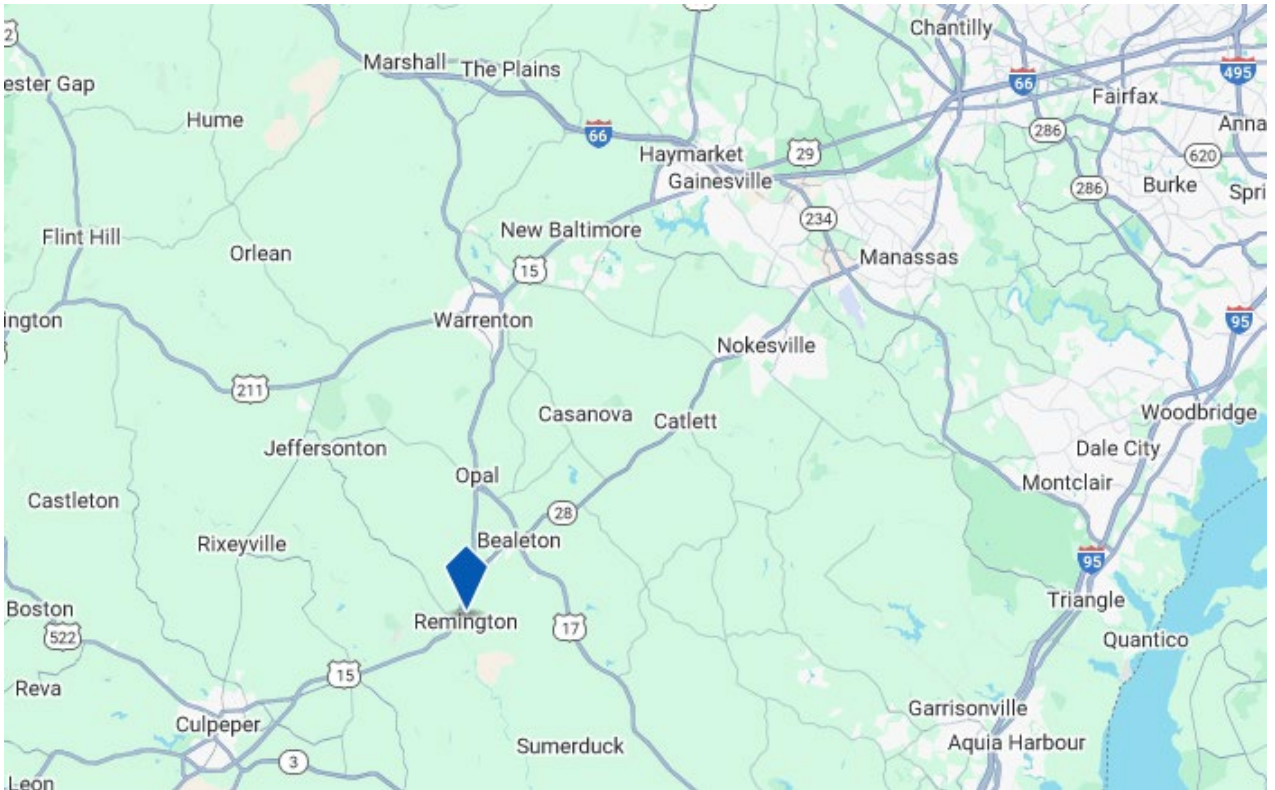 Chantilly
2
Marshall
The Plains
66
495
ester Gap
66
Fairfax
Hume
286
Anna
29
Haymarket
620
Gainesville
286
Burke
Spri
234
New Baltimore
Flint Hill
Orlean
Manassas
15
ington
Warrenton
95
Nokesville
211
Casanova
Catlett
Woodbridge
Jeffersonton
Dale City
Opal
Montclair
Castleton
28
Rixeyville
Bealeton
95
Boston
Triangle
Remington
17
522
Quantico
15
Reva
Garrisonville
Culpeper
Sumerduck
Aquia Harbour
3
Leon